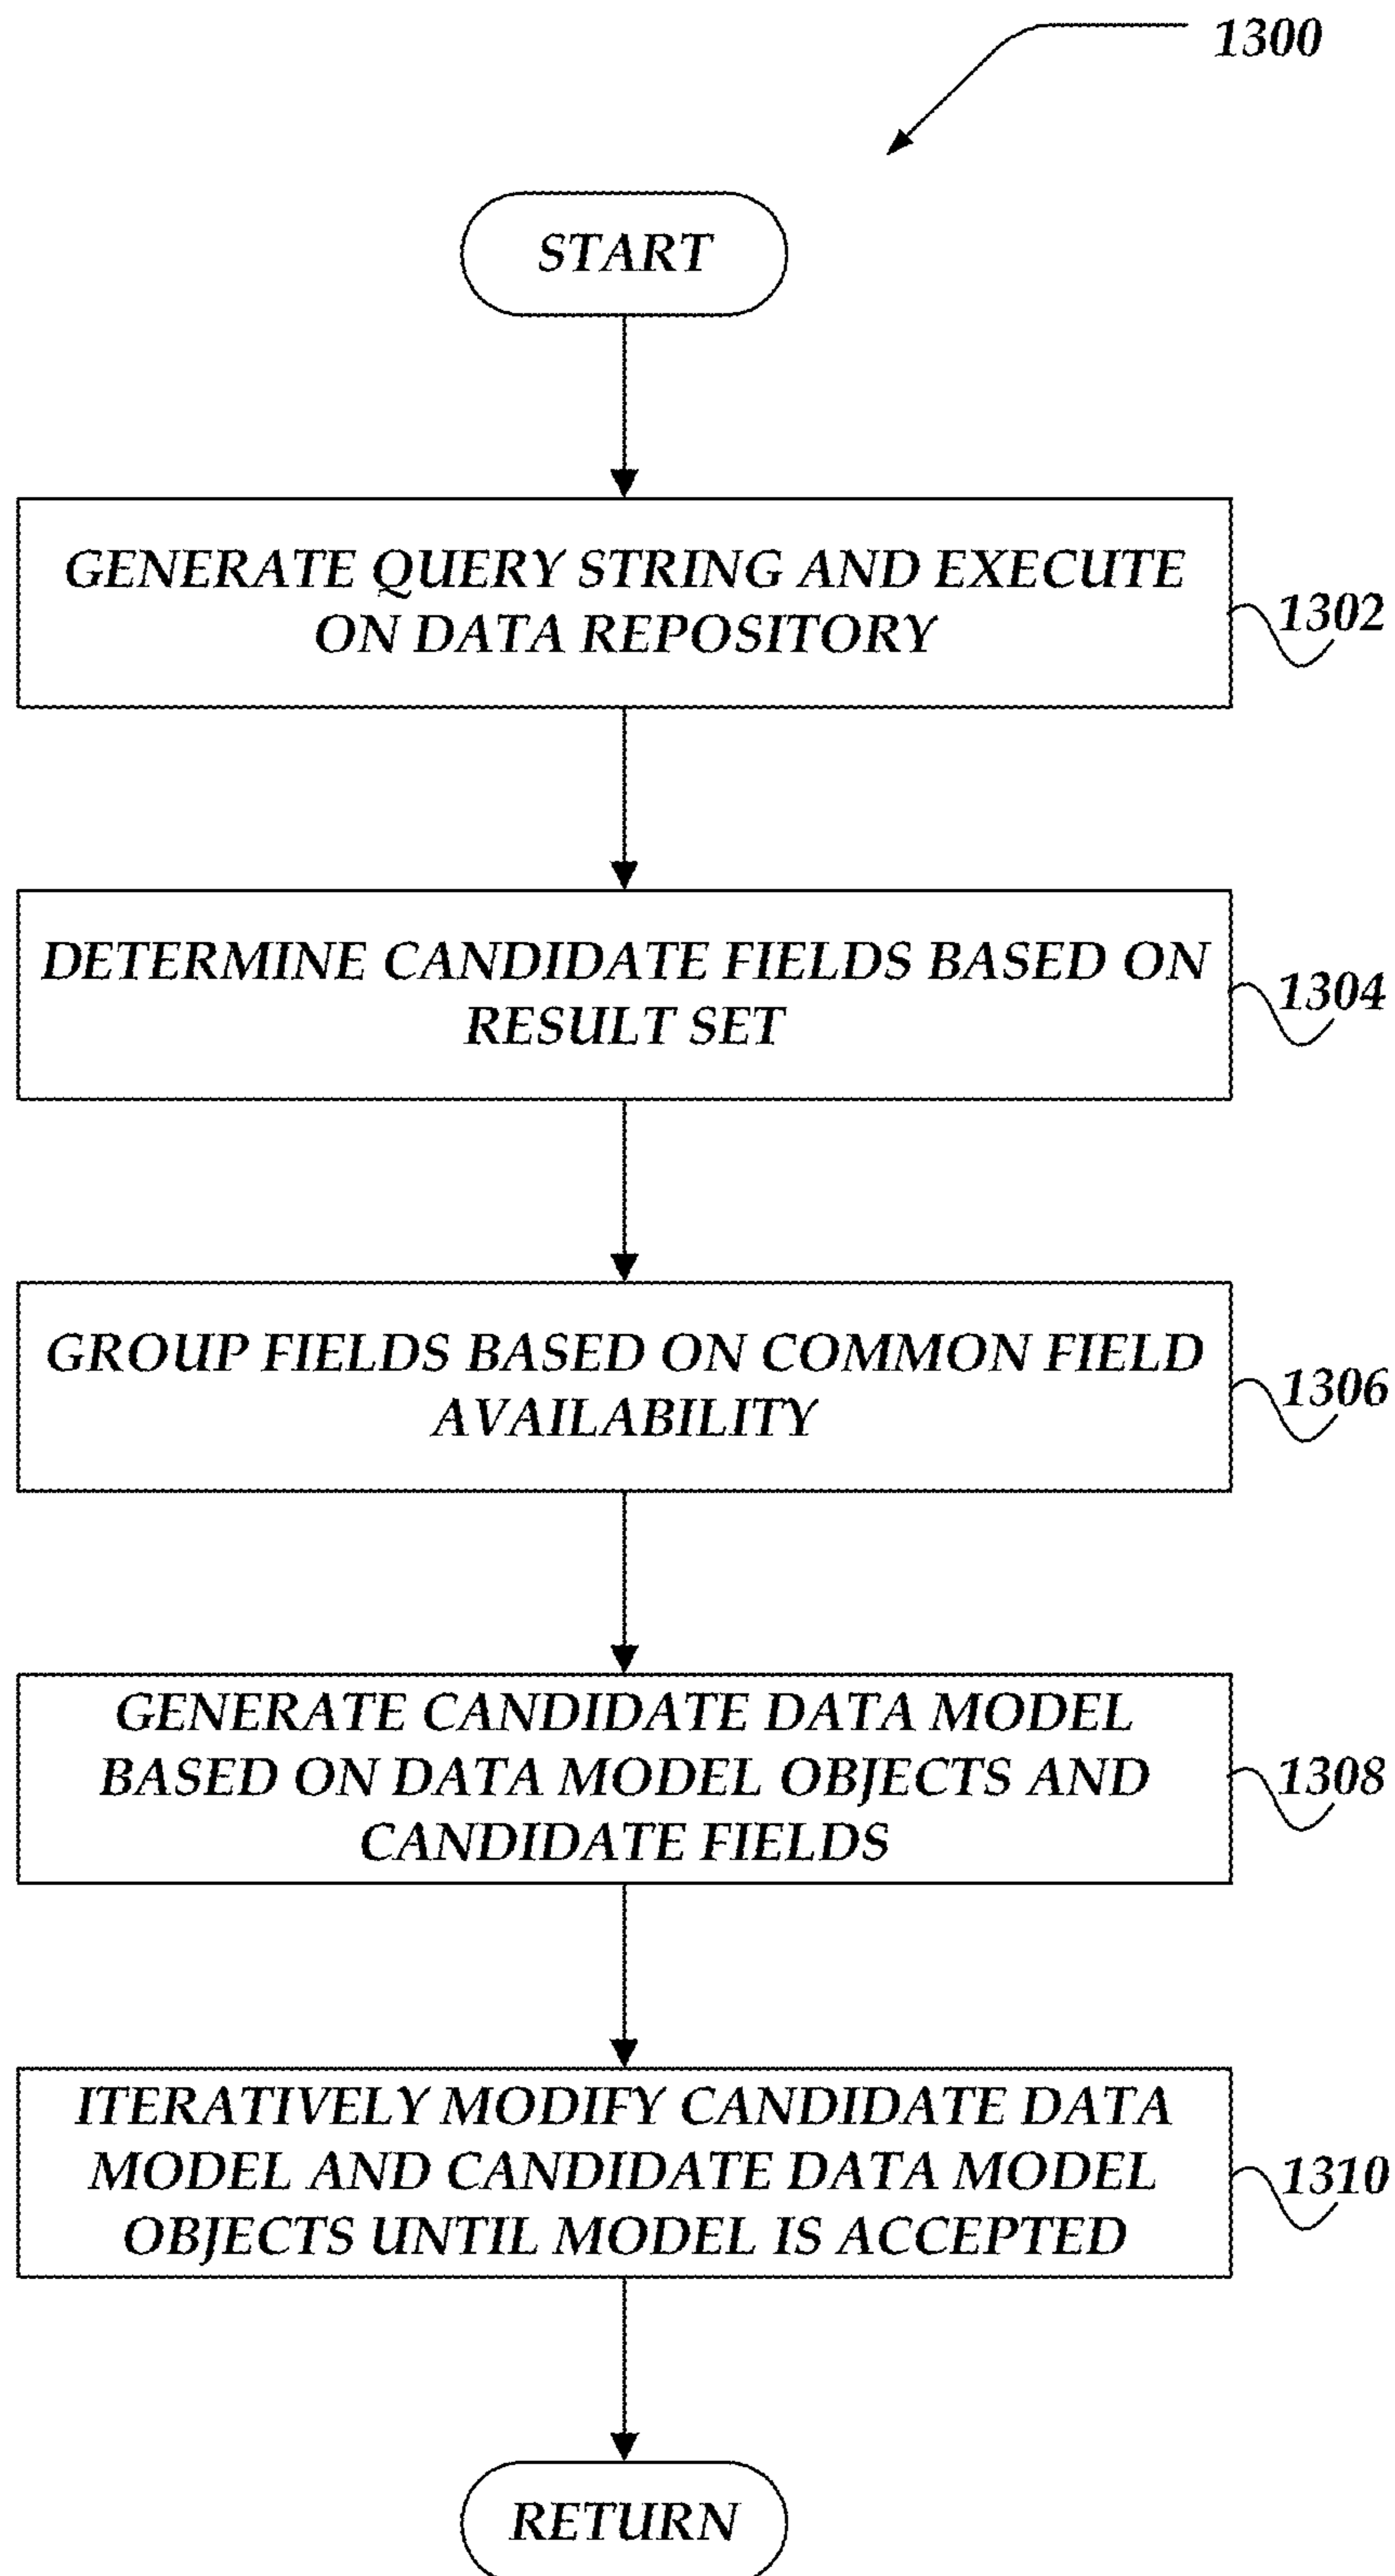 1300
START
GENERATE QUERY STRING AND EXECUTE
ON DATA REPOSITORY
1302
DETERMINE CANDIDATE FIELDS BASED ON
RESULT SET
1304
GROUP FIELDS BASED ON COMMON FIELD
AVAILABILITY
1306
GENERATE CANDIDATE DATA MODEL
BASED ON DATA MODEL OBJECTS AND
CANDIDATE FIELDS
1308
ITERATIVELY MODIFY CANDIDATE DATA
MODEL AND CANDIDATE DATA MODEL
OBJECTS UNTIL MODEL IS ACCEPTED
1310
RETURN